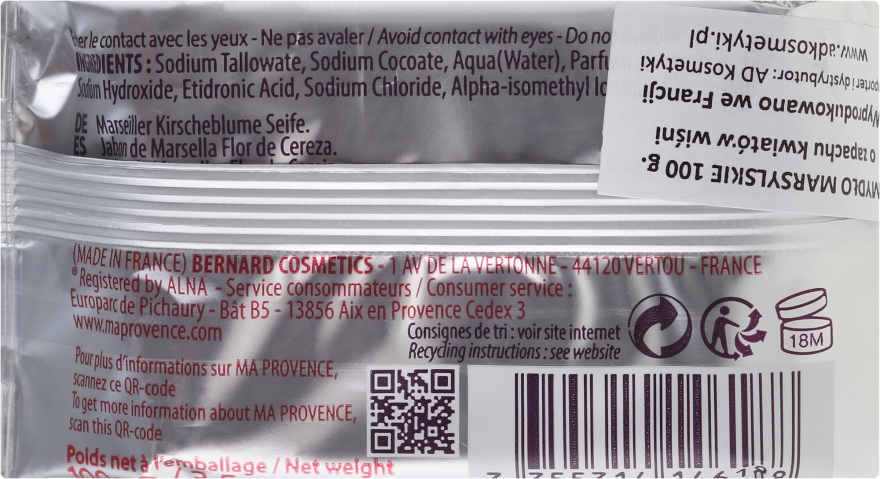 er le contact avec les yeux - Ne pas avaler / Avoid contact with eyes - Do no
INGREDIENTS : Sodium Tallowate, Sodium Cocoate, Aqua (Water), Parfu
Sodium Hydroxide, Etidronic Acid, Sodium Chloride, Alpha-isomethyl Io
DE Marseiller Kirscheblume Seife.
ES Jabon de Marsella Flor de Cereza.
MYDŁO MARSYLSKIE 100 g.
o zapachu kwiatów wiśni
Wyprodukowano we Francji
porter i dystrybutor: AD Kosmetyki
www.adkosmetyki.pl
(MADE IN FRANCE) BERNARD COSMETICS - 1 AV DE LA VERTONNE - 44120 VERTOU - FRANCE
®Registered by ALNA - Service consommateurs / Consumer service :
Europarc de Pichaury - Bât B5 - 13856 Aix en Provence Cedex 3
www.maprovence.com
Consignes de tri : voir site internet
Recycling instructions : see website
18M
Pour plus d'informations sur MA PROVENCE,
scannez ce QR-code
To get more information about MA PROVENCE,
scan this QR-code
Poids net à l'emballage / Net weight